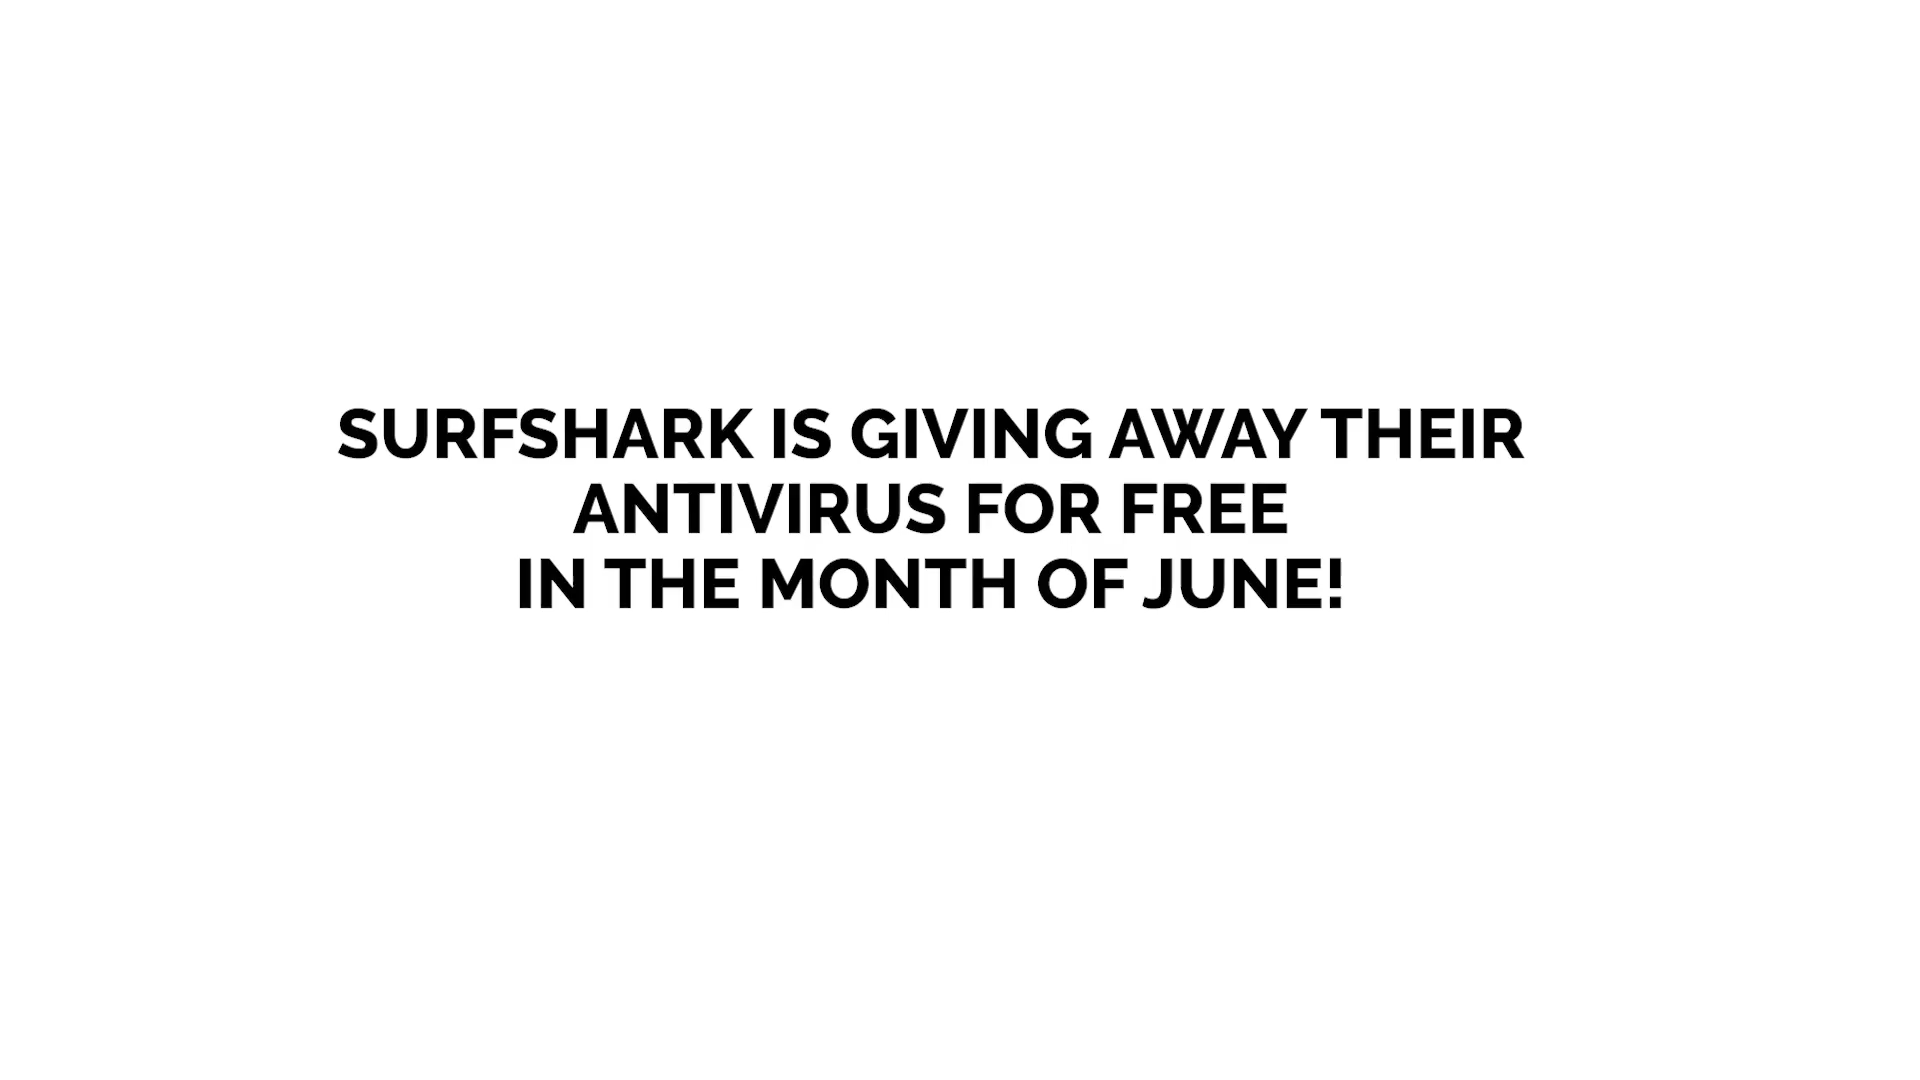 SURFSHARK IS GIVING AWAY THEIR
ANTIVIRUS FOR FREE
IN THE MONTH OF JUNE!